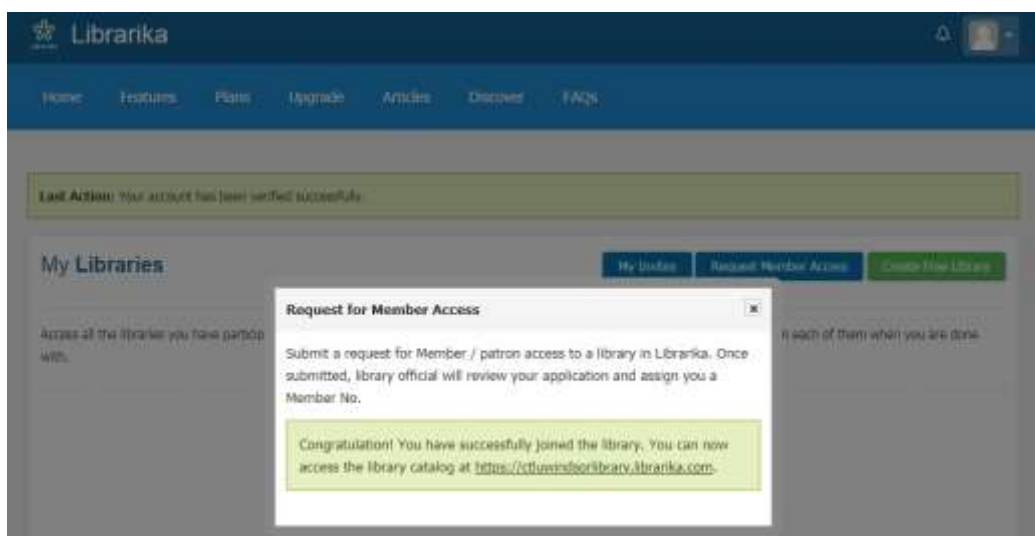 Librarika
Home Features Plans Upgrade Articles Discover FAQs
Last Action: Your account has been verified successfully.
My Libraries
My Invites Request Member Access Create Free Library
Request for Member Access
Access all the libraries you have particip
n each of them when you are done
with.
Submit a request for Member / patron access to a library in Librarika. Once
submitted, library official will review your application and assign you a
Member No.
Congratulation! You have successfully joined the library. You can now
access the library catalog at https://ctluwindsorlibrary.librarika.com.